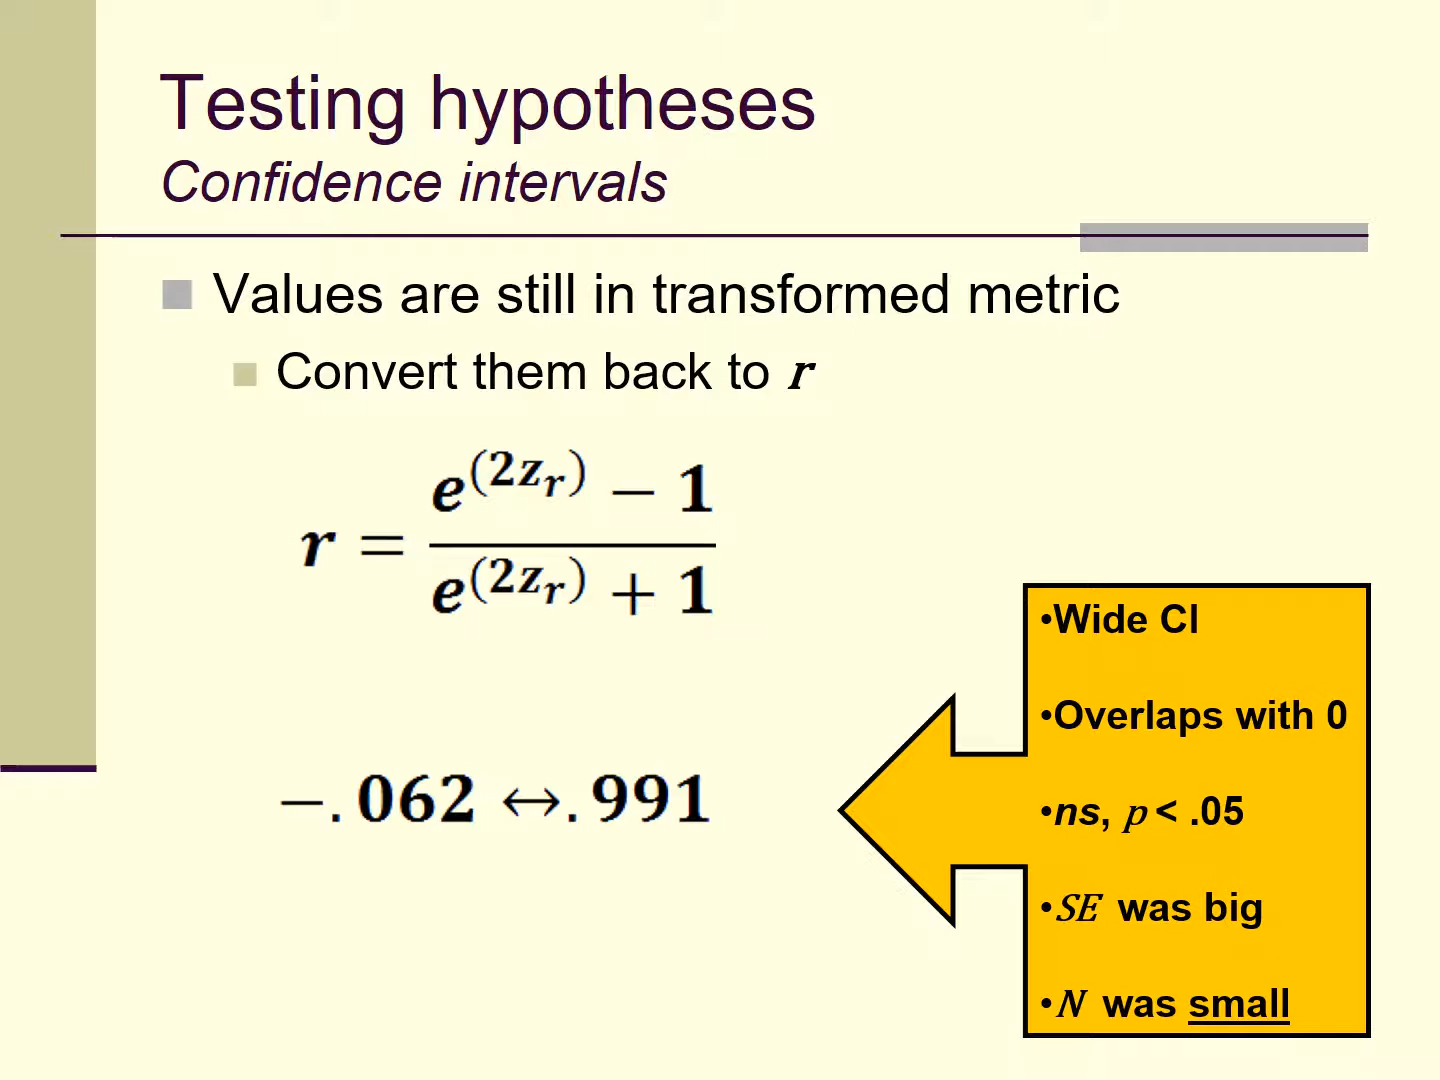 Testing hypotheses
Confidence intervals
Values are still in transformed metric
Convert them back to r
r = (e^(2z_r) − 1) / (e^(2z_r) + 1)
−.062 ↔ .991
•Wide CI
•Overlaps with 0
•ns, p < .05
•SE was big
•N was small